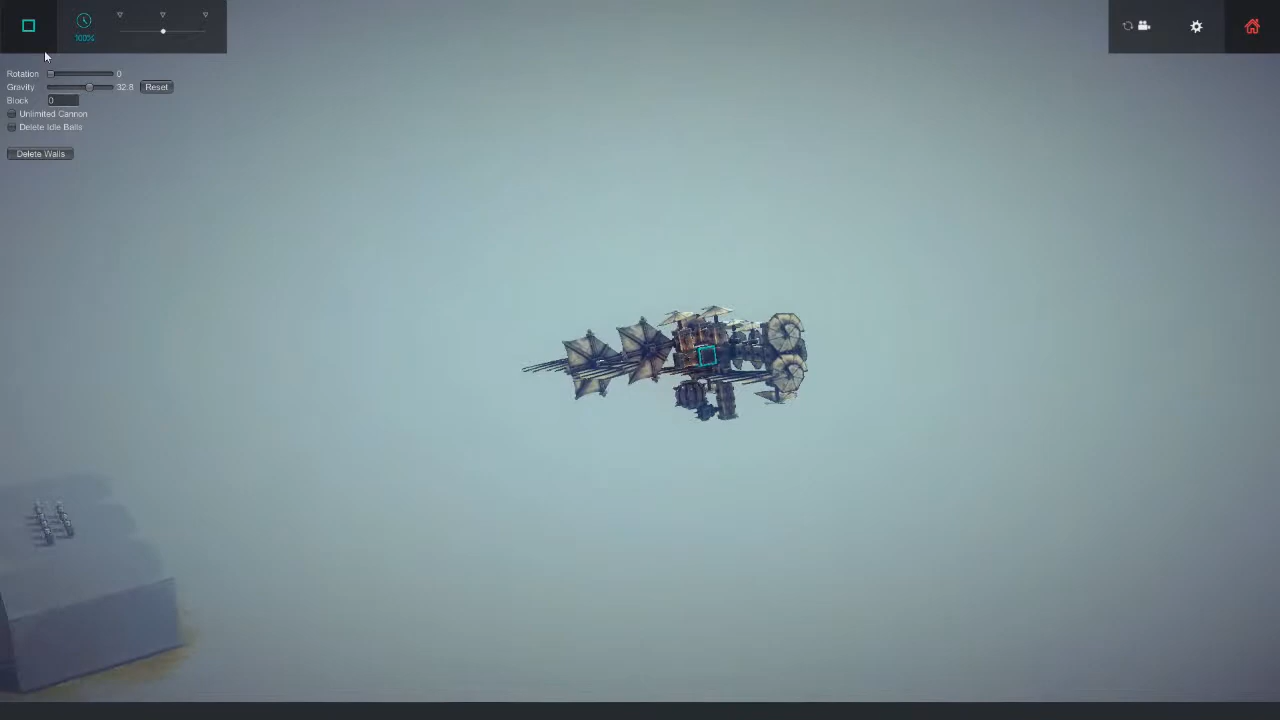 100%
Rotation 0
Gravity 32.8 Reset
Block 0
Unlimited Cannon
Delete Idle Balls
Delete Walls